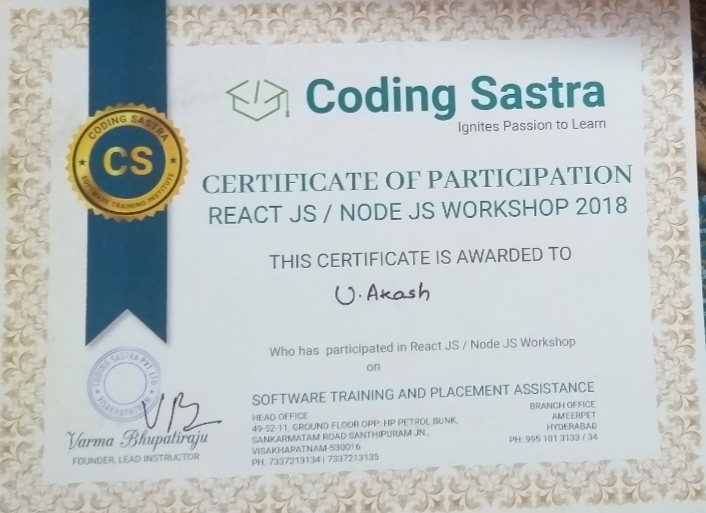 Coding Sastra
Ignites Passion to Learn
CODING SASTRA
CS
SOFTWARE TRAINING INSTITUTE
CERTIFICATE OF PARTICIPATION
REACT JS / NODE JS WORKSHOP 2018
THIS CERTIFICATE IS AWARDED TO
U. Akash
Who has participated in React JS / Node JS Workshop
on
CODING SASTRA PVT LTD
VISAKHAPATNAM
Varma Bhupatiraju
FOUNDER, LEAD INSTRUCTOR
SOFTWARE TRAINING AND PLACEMENT ASSISTANCE
HEAD OFFICE
49-52-11, GROUND FLOOR OPP: HP PETROL BUNK,
SANKARMATAM ROAD SANTHIPURAM JN.,
VISAKHAPATNAM-530016
PH: 7337213134 | 7337213135
BRANCH OFFICE
AMEERPET
HYDERABAD
PH: 995 101 3133 / 34